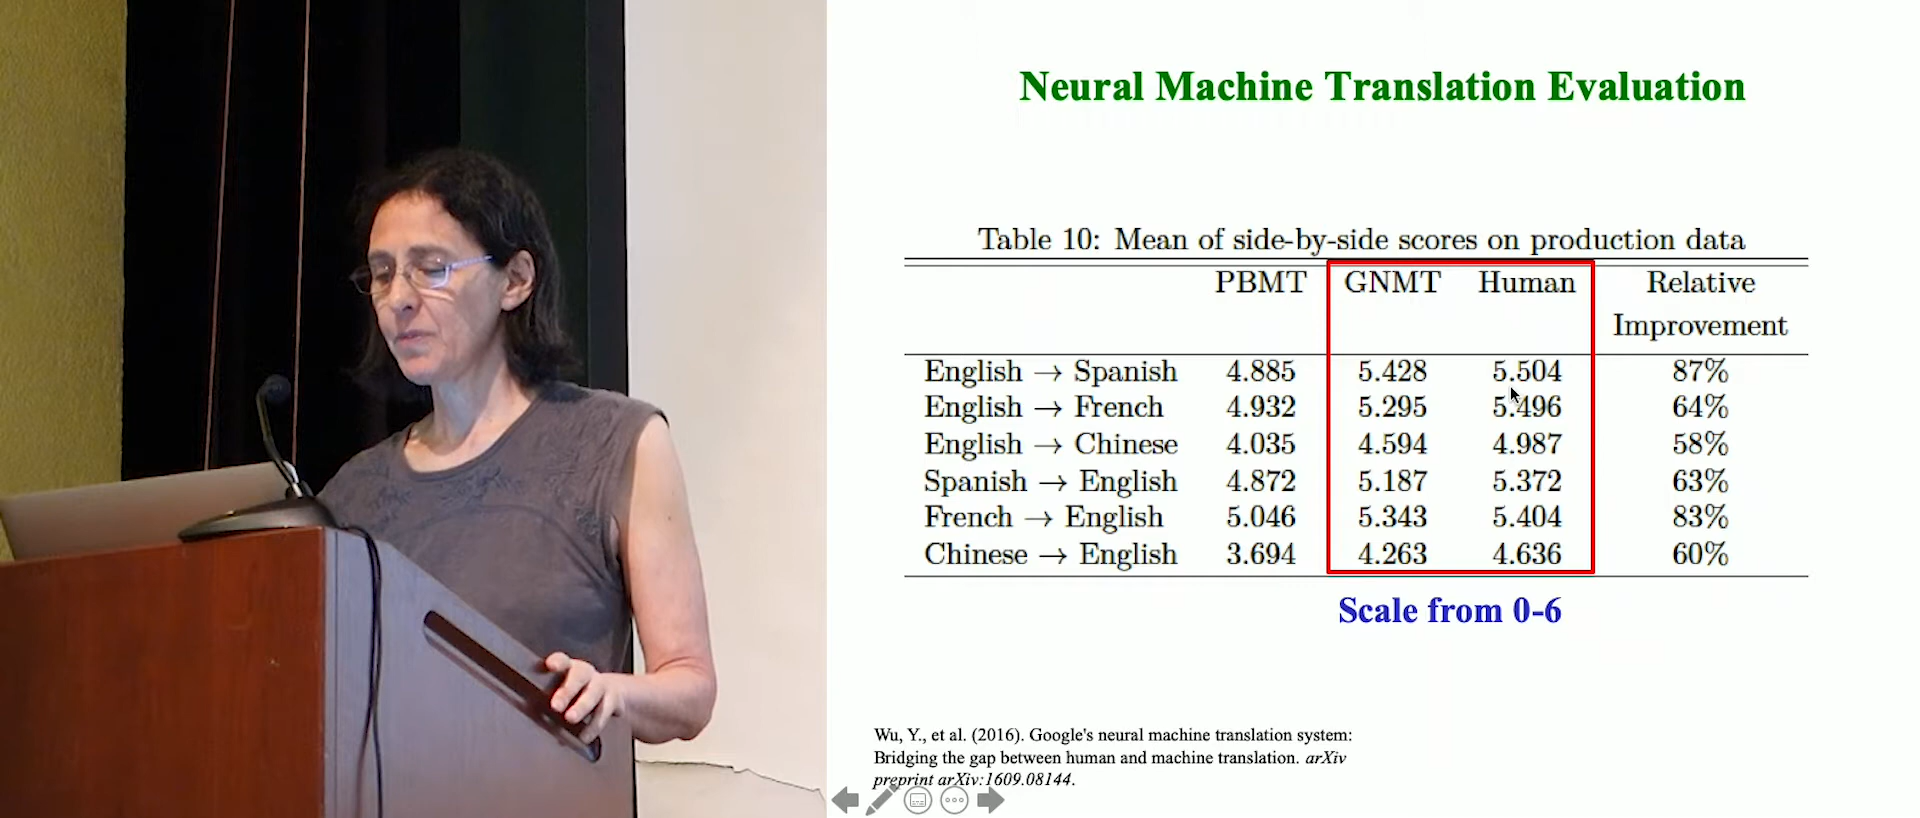 Neural Machine Translation Evaluation
Table 10: Mean of side-by-side scores on production data
PBMT GNMT Human Relative
Improvement
English → Spanish 4.885 5.428 5.504 87%
English → French 4.932 5.295 5.496 64%
English → Chinese 4.035 4.594 4.987 58%
Spanish → English 4.872 5.187 5.372 63%
French → English 5.046 5.343 5.404 83%
Chinese → English 3.694 4.263 4.636 60%
Scale from 0-6
Wu, Y., et al. (2016). Google's neural machine translation system:
Bridging the gap between human and machine translation. arXiv
preprint arXiv:1609.08144.